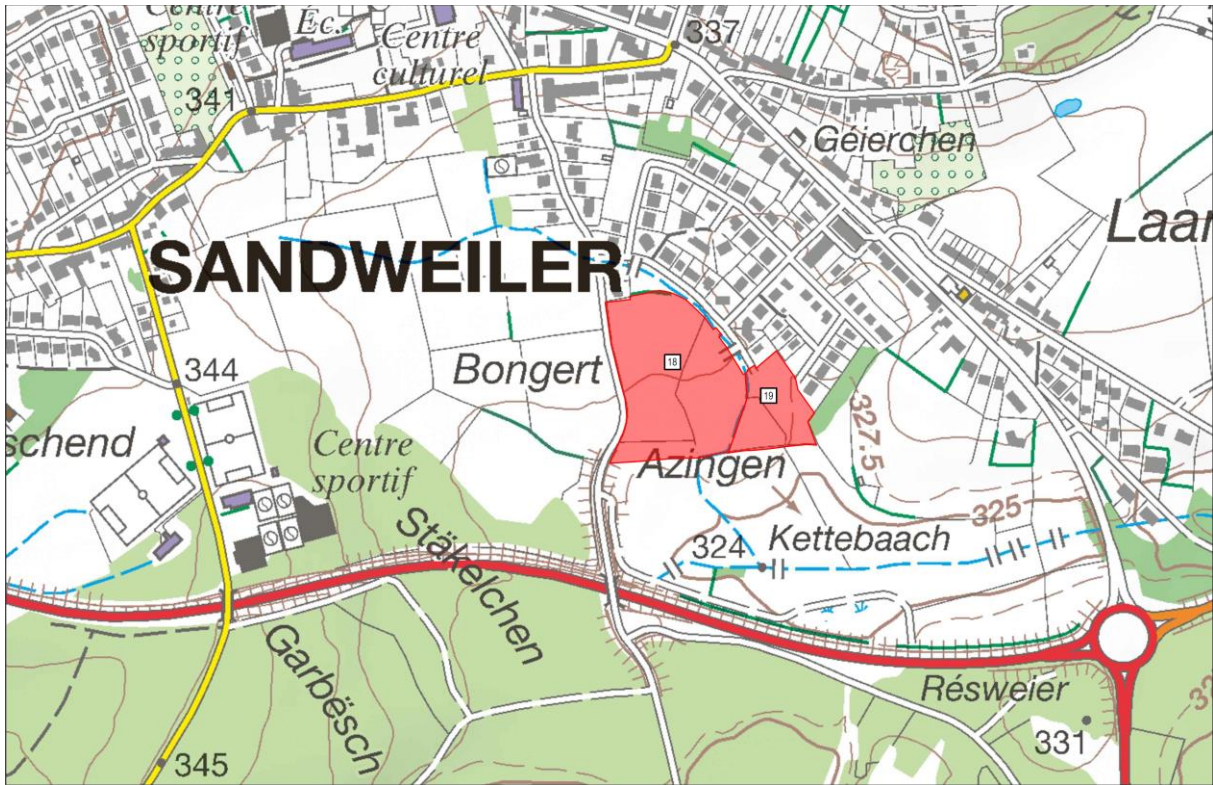 Centre
sportif
Ec.
Centre
culturel
337
341
Géierchen
Laar
SANDWEILER
18
Bongert
344
19
schend
Centre
sportif
Azingen
327.5
325
Stäkelchen
324
Kettebaach
Garbësch
Résweier
331
345